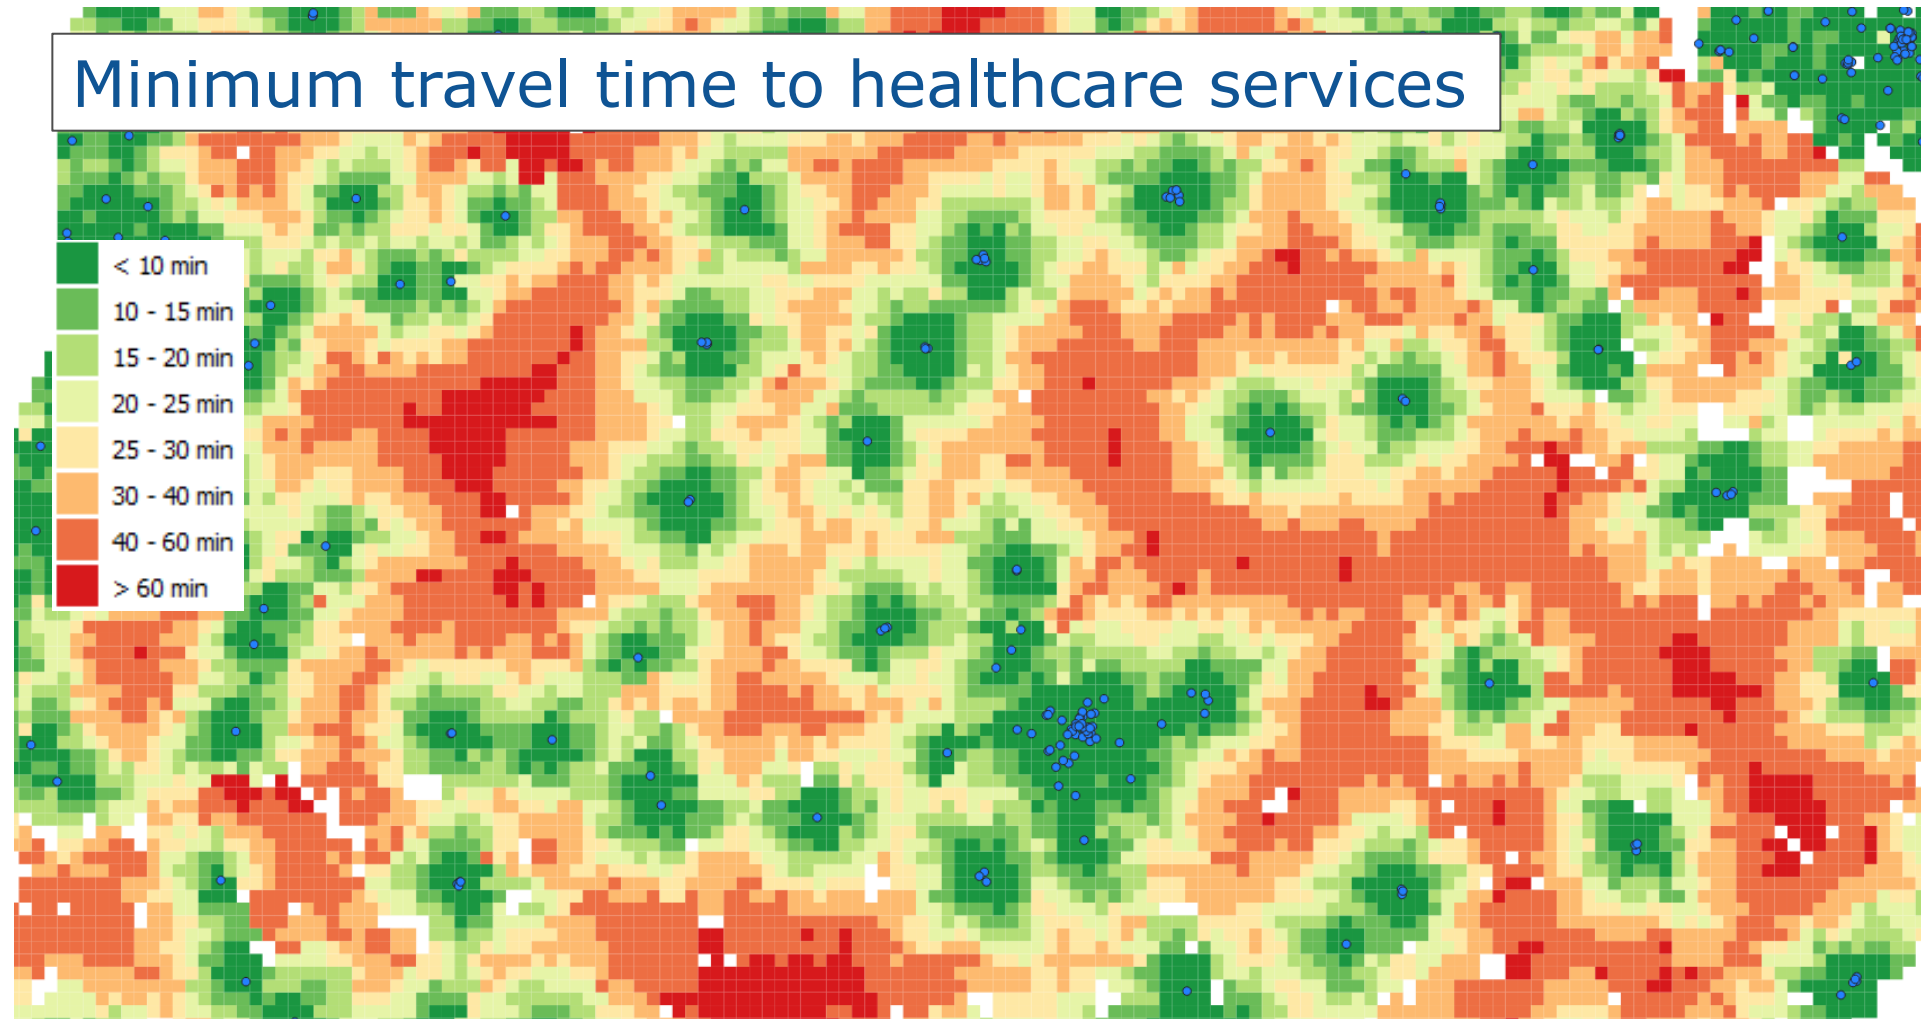 Minimum travel time to healthcare services
< 10 min
10 - 15 min
15 - 20 min
20 - 25 min
25 - 30 min
30 - 40 min
40 - 60 min
> 60 min